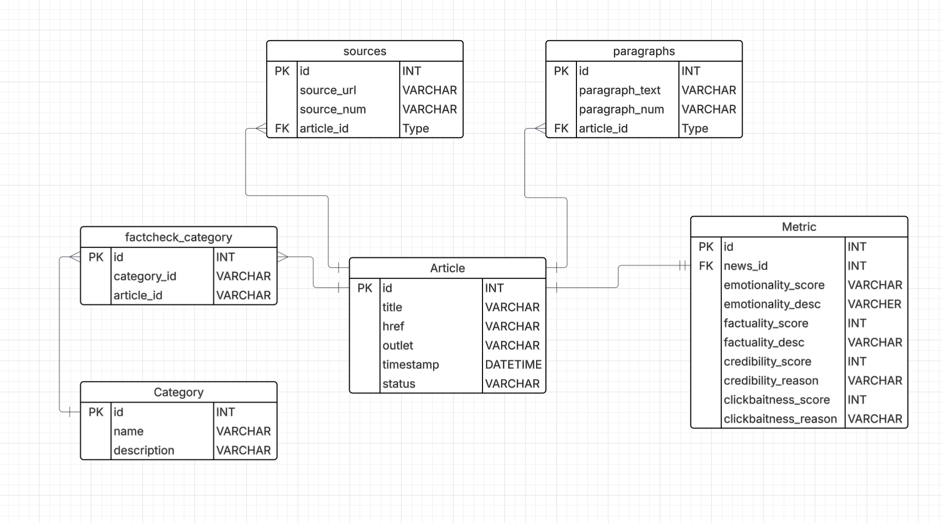 sources
PK id INT
source_url VARCHAR
source_num VARCHAR
FK article_id Type
paragraphs
PK id INT
paragraph_text VARCHAR
paragraph_num VARCHAR
FK article_id Type
factcheck_category
PK id INT
category_id VARCHAR
article_id VARCHAR
Article
PK id INT
title VARCHAR
href VARCHAR
outlet VARCHAR
timestamp DATETIME
status VARCHAR
Metric
PK id INT
FK news_id INT
emotionality_score VARCHAR
emotionality_desc VARCHER
factuality_score INT
factuality_desc VARCHAR
credibility_score INT
credibility_reason VARCHAR
clickbaitness_score INT
clickbaitness_reason VARCHAR
Category
PK id INT
name VARCHAR
description VARCHAR